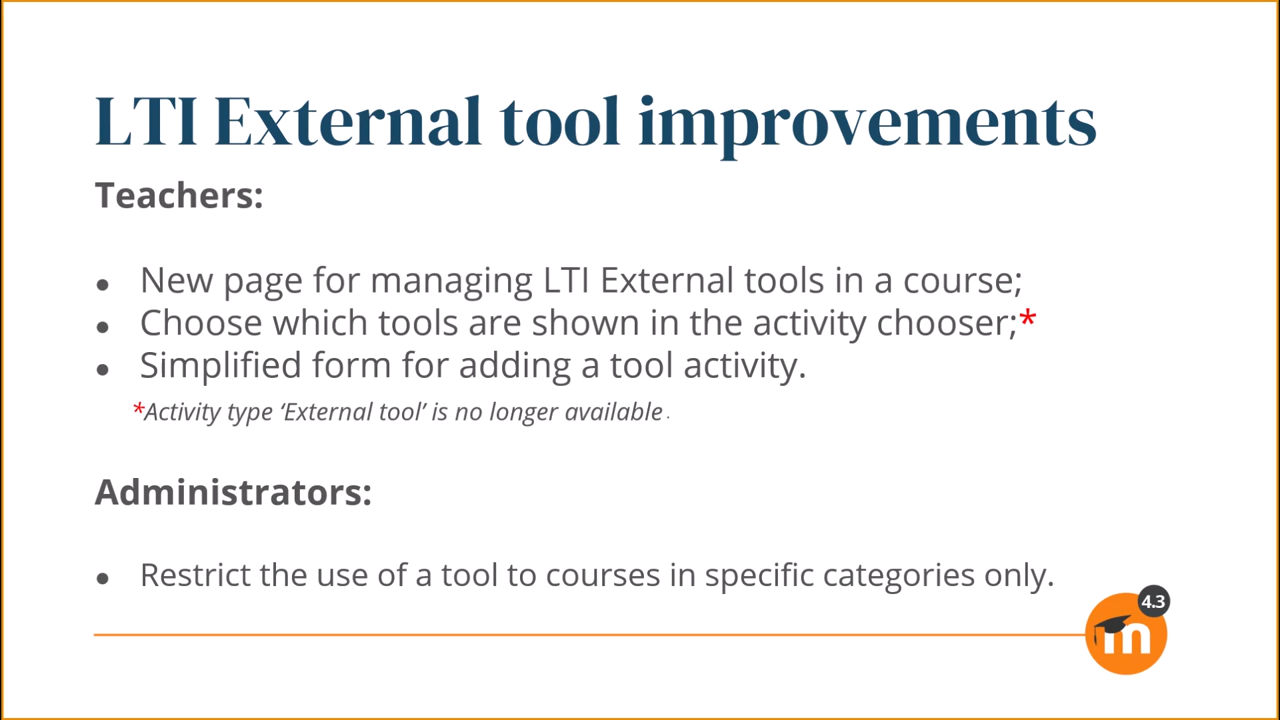 LTI External tool improvements
Teachers:
● New page for managing LTI External tools in a course;
● Choose which tools are shown in the activity chooser;*
● Simplified form for adding a tool activity.
*Activity type ‘External tool’ is no longer available.
Administrators:
● Restrict the use of a tool to courses in specific categories only.
4.3
m